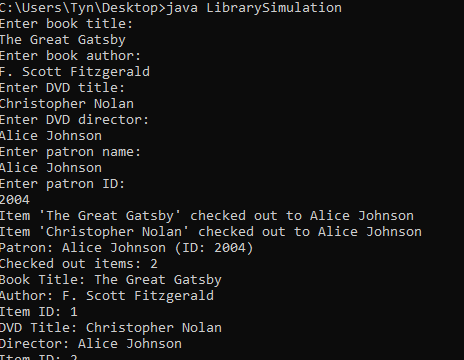 C:\Users\Tyn\Desktop>java LibrarySimulation
Enter book title:
The Great Gatsby
Enter book author:
F. Scott Fitzgerald
Enter DVD title:
Christopher Nolan
Enter DVD director:
Alice Johnson
Enter patron name:
Alice Johnson
Enter patron ID:
2004
Item 'The Great Gatsby' checked out to Alice Johnson
Item 'Christopher Nolan' checked out to Alice Johnson
Patron: Alice Johnson (ID: 2004)
Checked out items: 2
Book Title: The Great Gatsby
Author: F. Scott Fitzgerald
Item ID: 1
DVD Title: Christopher Nolan
Director: Alice Johnson
Item ID: 2